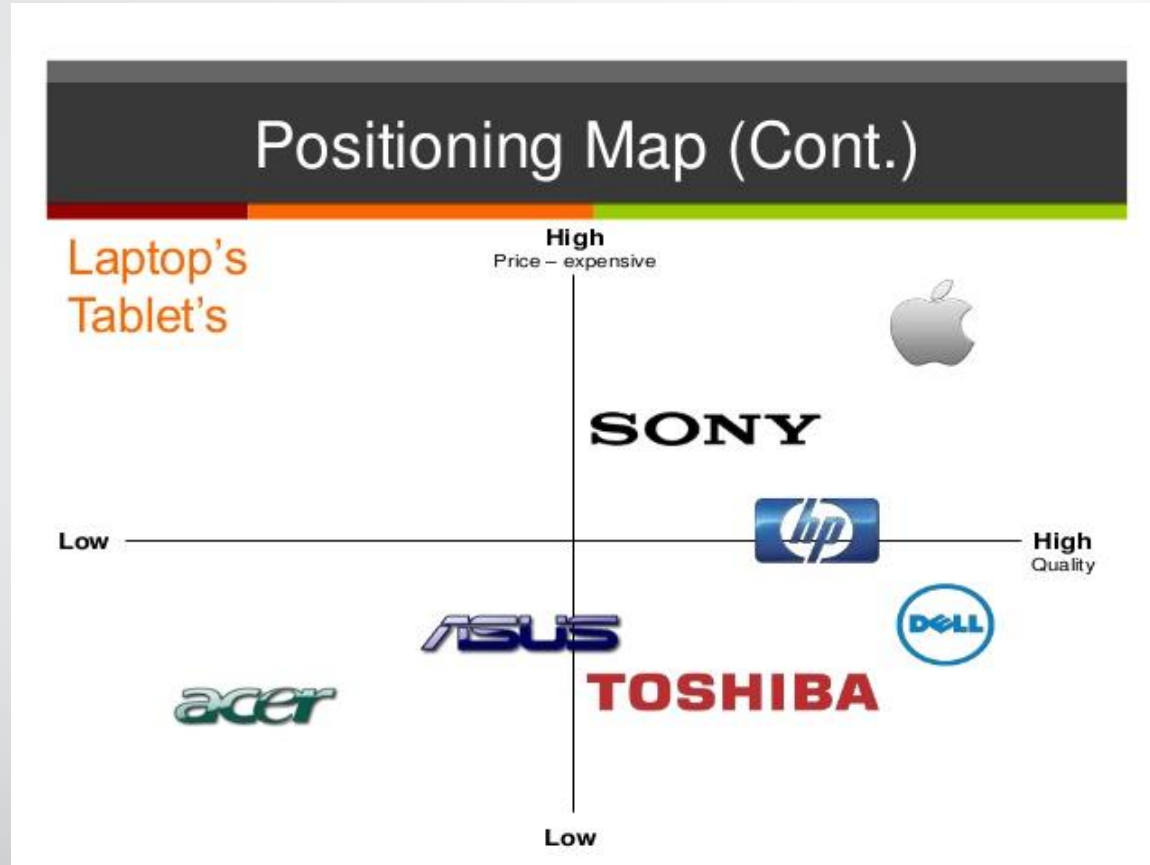 Positioning Map (Cont.)
Laptop’s
Tablet’s
High
Price – expensive
SONY
hp
Low
High
Quality
ASUS
DELL
acer
TOSHIBA
Low